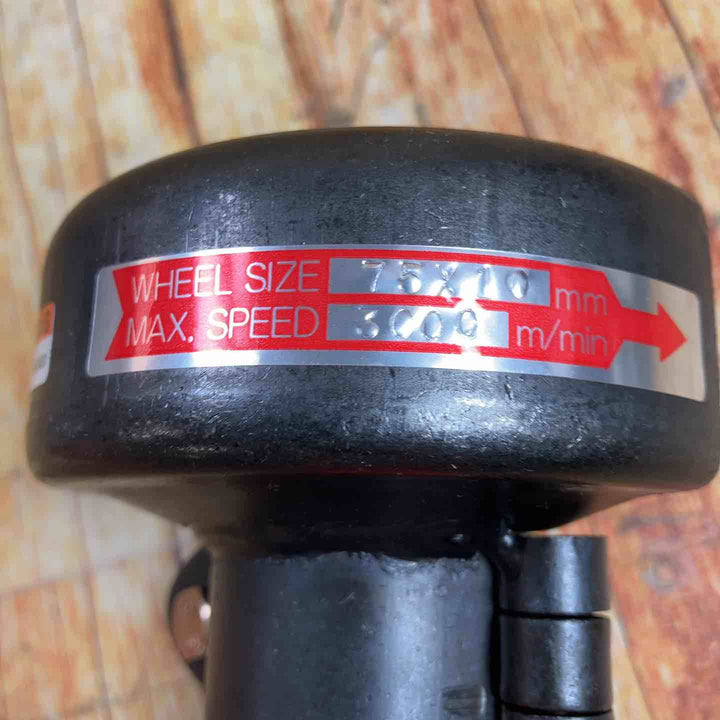 WHEEL SIZE 75X10 mm
MAX. SPEED 3000 m/min